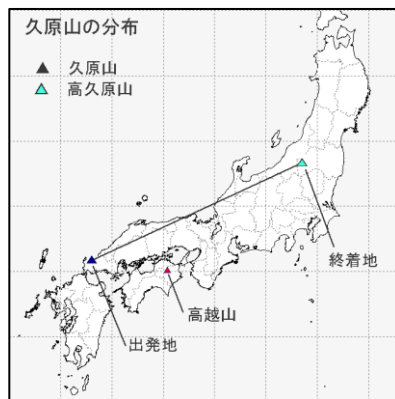 久原山の分布
久原山
高久原山
終着地
高越山
出発地